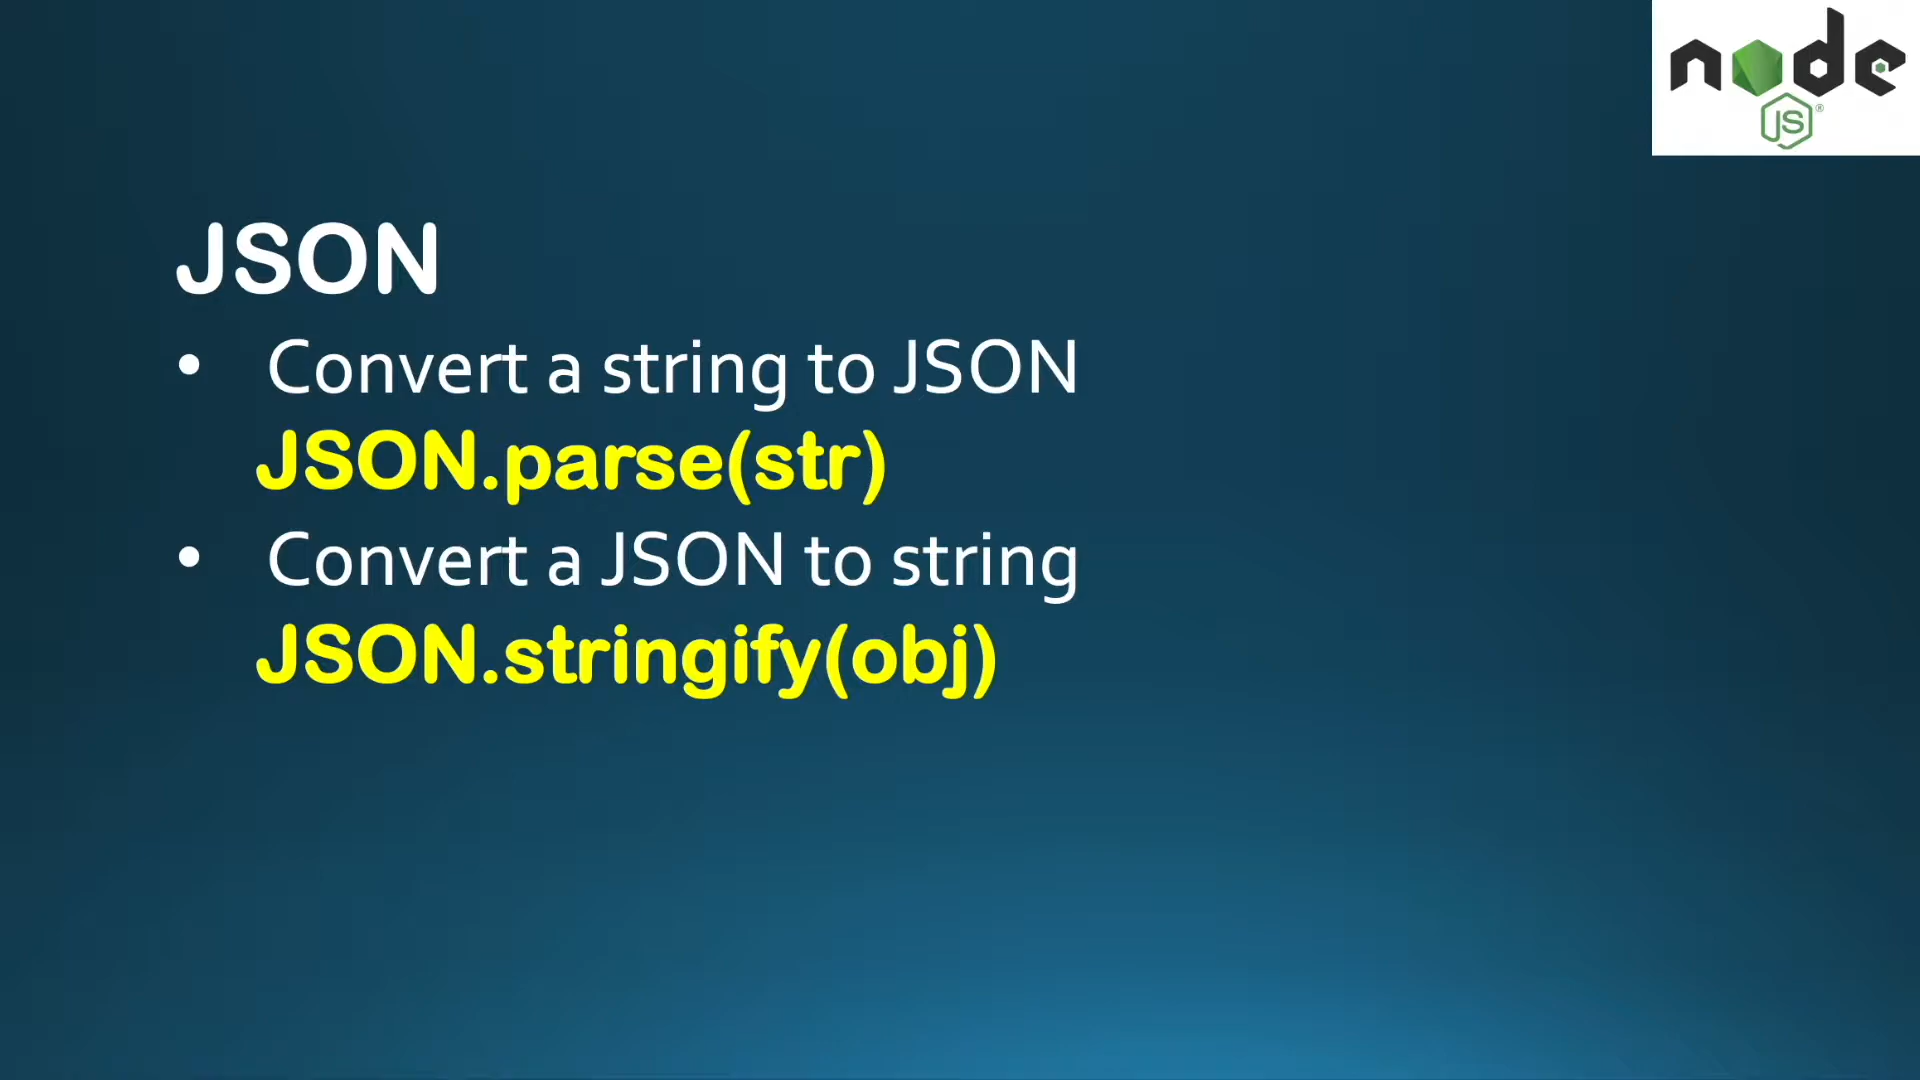 node
JS®
JSON
• Convert a string to JSON
JSON.parse(str)
• Convert a JSON to string
JSON.stringify(obj)